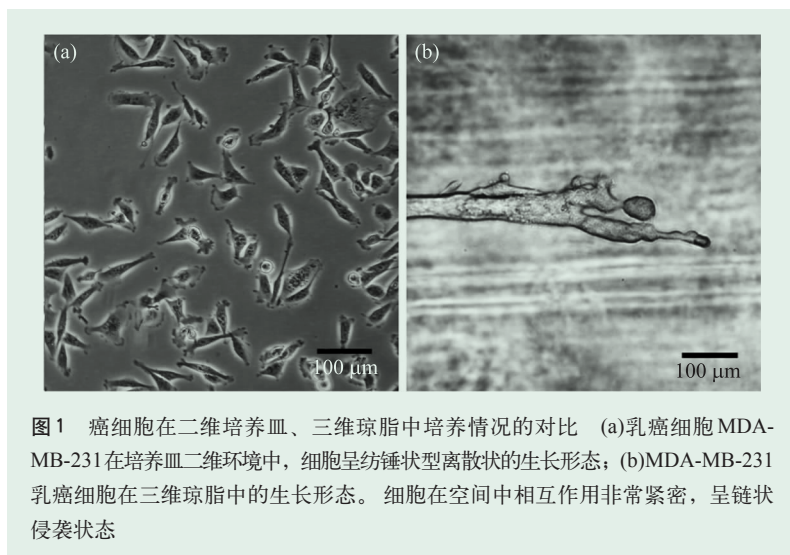 (a)
(b)
100 μm
100 μm
图1 癌细胞在二维培养皿、三维琼脂中培养情况的对比 (a)乳癌细胞MDA-
MB-231在培养皿二维环境中，细胞呈纺锤状型离散状的生长形态；(b)MDA-MB-231
乳癌细胞在三维琼脂中的生长形态。 细胞在空间中相互作用非常紧密，呈链状
侵袭状态